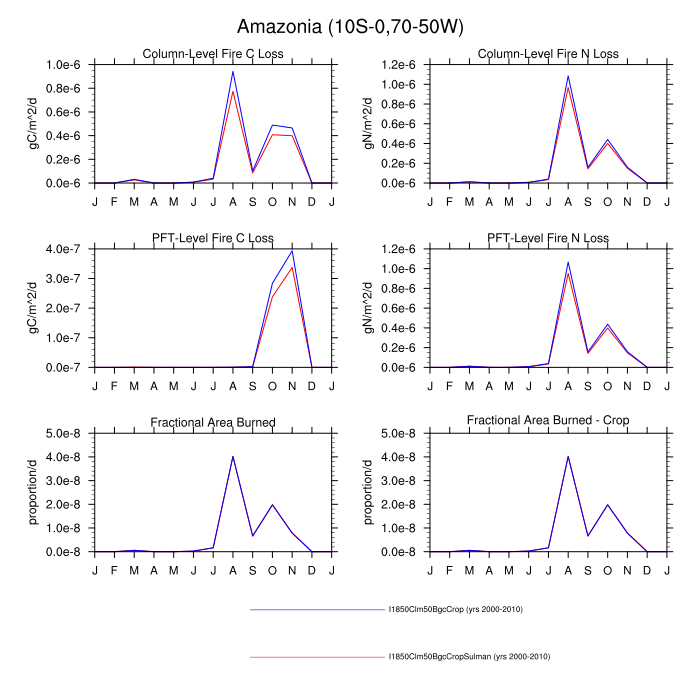 Amazonia (10S-0,70-50W)
Column-Level Fire C Loss
gC/m^2/d
1.0e-6
0.8e-6
0.6e-6
0.4e-6
0.2e-6
0.0e-6
J F M A M J J A S O N D J
Column-Level Fire N Loss
gN/m^2/d
1.2e-6
1.0e-6
0.8e-6
0.6e-6
0.4e-6
0.2e-6
0.0e-6
J F M A M J J A S O N D J
PFT-Level Fire C Loss
gC/m^2/d
4.0e-7
3.0e-7
2.0e-7
1.0e-7
0.0e-7
J F M A M J J A S O N D J
PFT-Level Fire N Loss
gN/m^2/d
1.2e-6
1.0e-6
0.8e-6
0.6e-6
0.4e-6
0.2e-6
0.0e-6
J F M A M J J A S O N D J
Fractional Area Burned
proportion/d
5.0e-8
4.0e-8
3.0e-8
2.0e-8
1.0e-8
0.0e-8
J F M A M J J A S O N D J
Fractional Area Burned - Crop
proportion/d
5.0e-8
4.0e-8
3.0e-8
2.0e-8
1.0e-8
0.0e-8
J F M A M J J A S O N D J
I1850Clm50BgcCrop (yrs 2000-2010)
I1850Clm50BgcCropSulman (yrs 2000-2010)